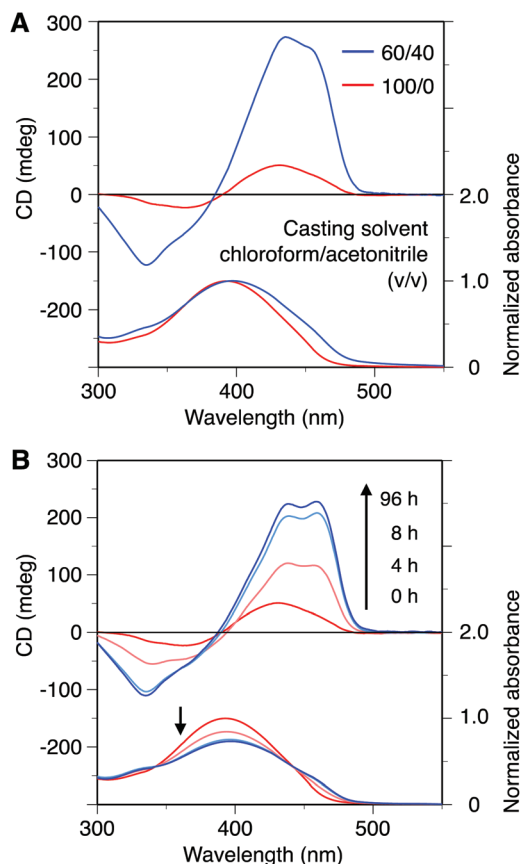 A
300
200
100
0
-100
-200
CD (mdeg)
60/40
100/0
Casting solvent
chloroform/acetonitrile
(v/v)
2.0
1.0
0
Normalized absorbance
300
400
500
Wavelength (nm)
B
300
200
100
0
-100
-200
CD (mdeg)
96 h
8 h
4 h
0 h
2.0
1.0
0
Normalized absorbance
300
400
500
Wavelength (nm)